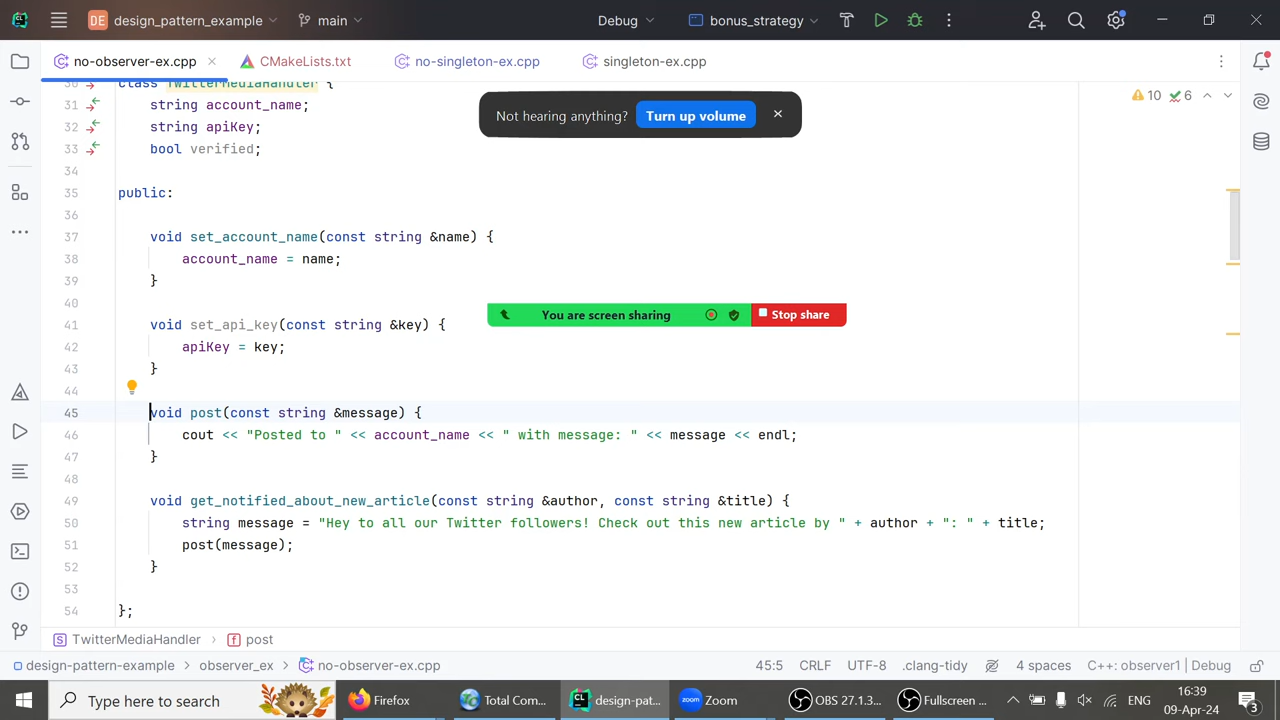 DE design_pattern_example main Debug bonus_strategy
no-observer-ex.cpp CMakeLists.txt no-singleton-ex.cpp singleton-ex.cpp
30 class TwitterMediaHandler {
31 string account_name;
32 string apiKey;
33 bool verified;
34
35 public:
36
37 void set_account_name(const string &name) {
38 account_name = name;
39 }
40
41 void set_api_key(const string &key) {
42 apiKey = key;
43 }
44
45 void post(const string &message) {
46 cout << "Posted to " << account_name << " with message: " << message << endl;
47 }
48
49 void get_notified_about_new_article(const string &author, const string &title) {
50 string message = "Hey to all our Twitter followers! Check out this new article by " + author + ": " + title;
51 post(message);
52 }
53
54 };
10 6
Not hearing anything? Turn up volume
You are screen sharing Stop share
S TwitterMediaHandler f post
design-pattern-example observer_ex no-observer-ex.cpp 45:5 CRLF UTF-8 .clang-tidy 4 spaces C++: observer1 | Debug
Type here to search Firefox Total Com... CL design-pat... zoom Zoom OBS 27.1.3... Fullscreen ... ENG 16:39
09-Apr-24 3